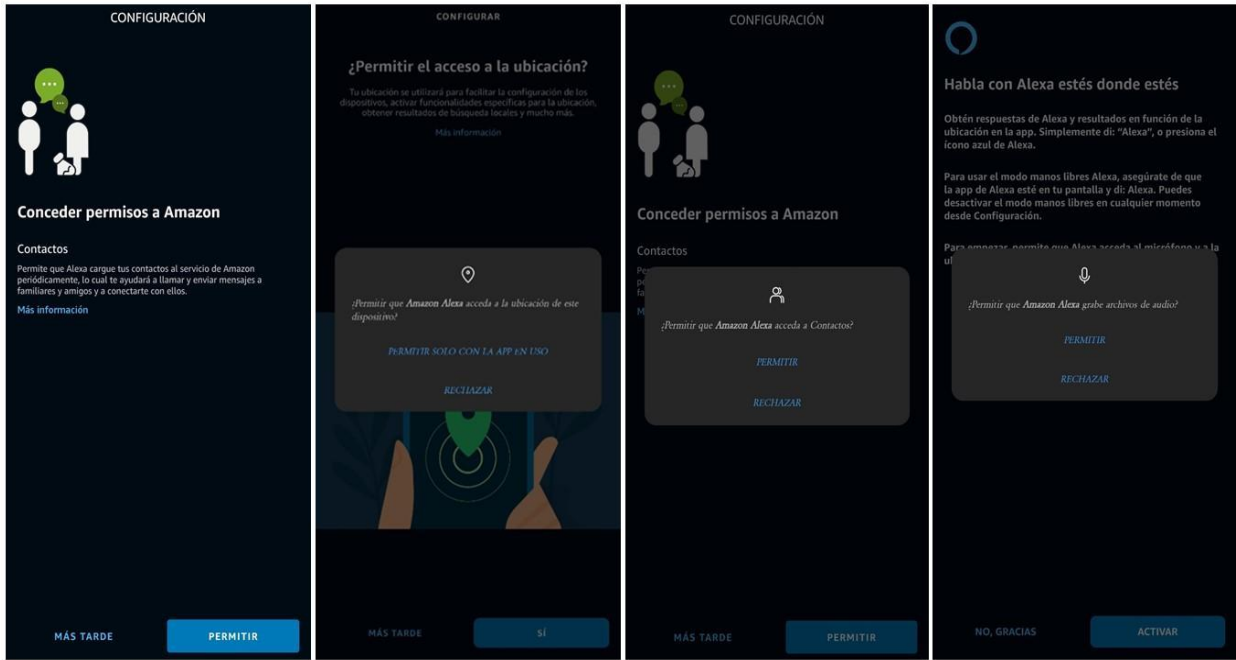 CONFIGURACIÓN
Conceder permisos a Amazon
Contactos
Permite que Alexa cargue tus contactos al servicio de Amazon
periódicamente, lo cual te ayudará a llamar y enviar mensajes a
familiares y amigos y a conectarte con ellos.
Más información
MÁS TARDE
PERMITIR
CONFIGURAR
¿Permitir el acceso a la ubicación?
Tu ubicación se utilizará para facilitar la configuración de los
dispositivos, activar funcionalidades específicas para la ubicación,
obtener resultados de búsqueda locales y mucho más.
Más información
¿Permitir que Amazon Alexa acceda a la ubicación de este
dispositivo?
PERMITIR SOLO CON LA APP EN USO
RECHAZAR
MÁS TARDE
SÍ
CONFIGURACIÓN
Conceder permisos a Amazon
Contactos
¿Permitir que Amazon Alexa acceda a Contactos?
PERMITIR
RECHAZAR
MÁS TARDE
PERMITIR
Habla con Alexa estés donde estés
Obtén respuestas de Alexa y resultados en función de la
ubicación en la app. Simplemente di: "Alexa", o presiona el
ícono azul de Alexa.
Para usar el modo manos libres Alexa, asegúrate de que
la app de Alexa esté en tu pantalla y di: Alexa. Puedes
desactivar el modo manos libres en cualquier momento
desde Configuración.
Para empezar, permite que Alexa acceda al micrófono y a la
¿Permitir que Amazon Alexa grabe archivos de audio?
PERMITIR
RECHAZAR
NO, GRACIAS
ACTIVAR